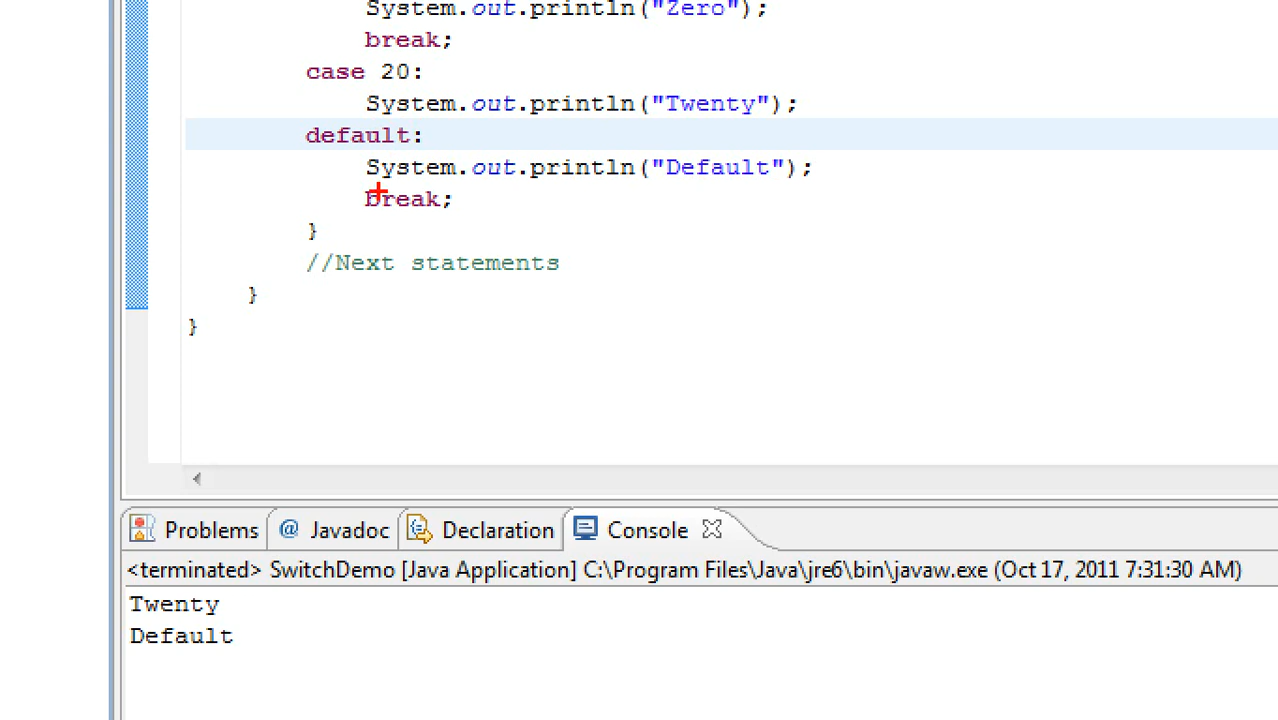 System.out.println("Zero");
break;
case 20:
System.out.println("Twenty");
default:
System.out.println("Default");
break;
}
//Next statements
}
}
Problems @ Javadoc Declaration Console
<terminated> SwitchDemo [Java Application] C:\Program Files\Java\jre6\bin\javaw.exe (Oct 17, 2011 7:31:30 AM)
Twenty
Default